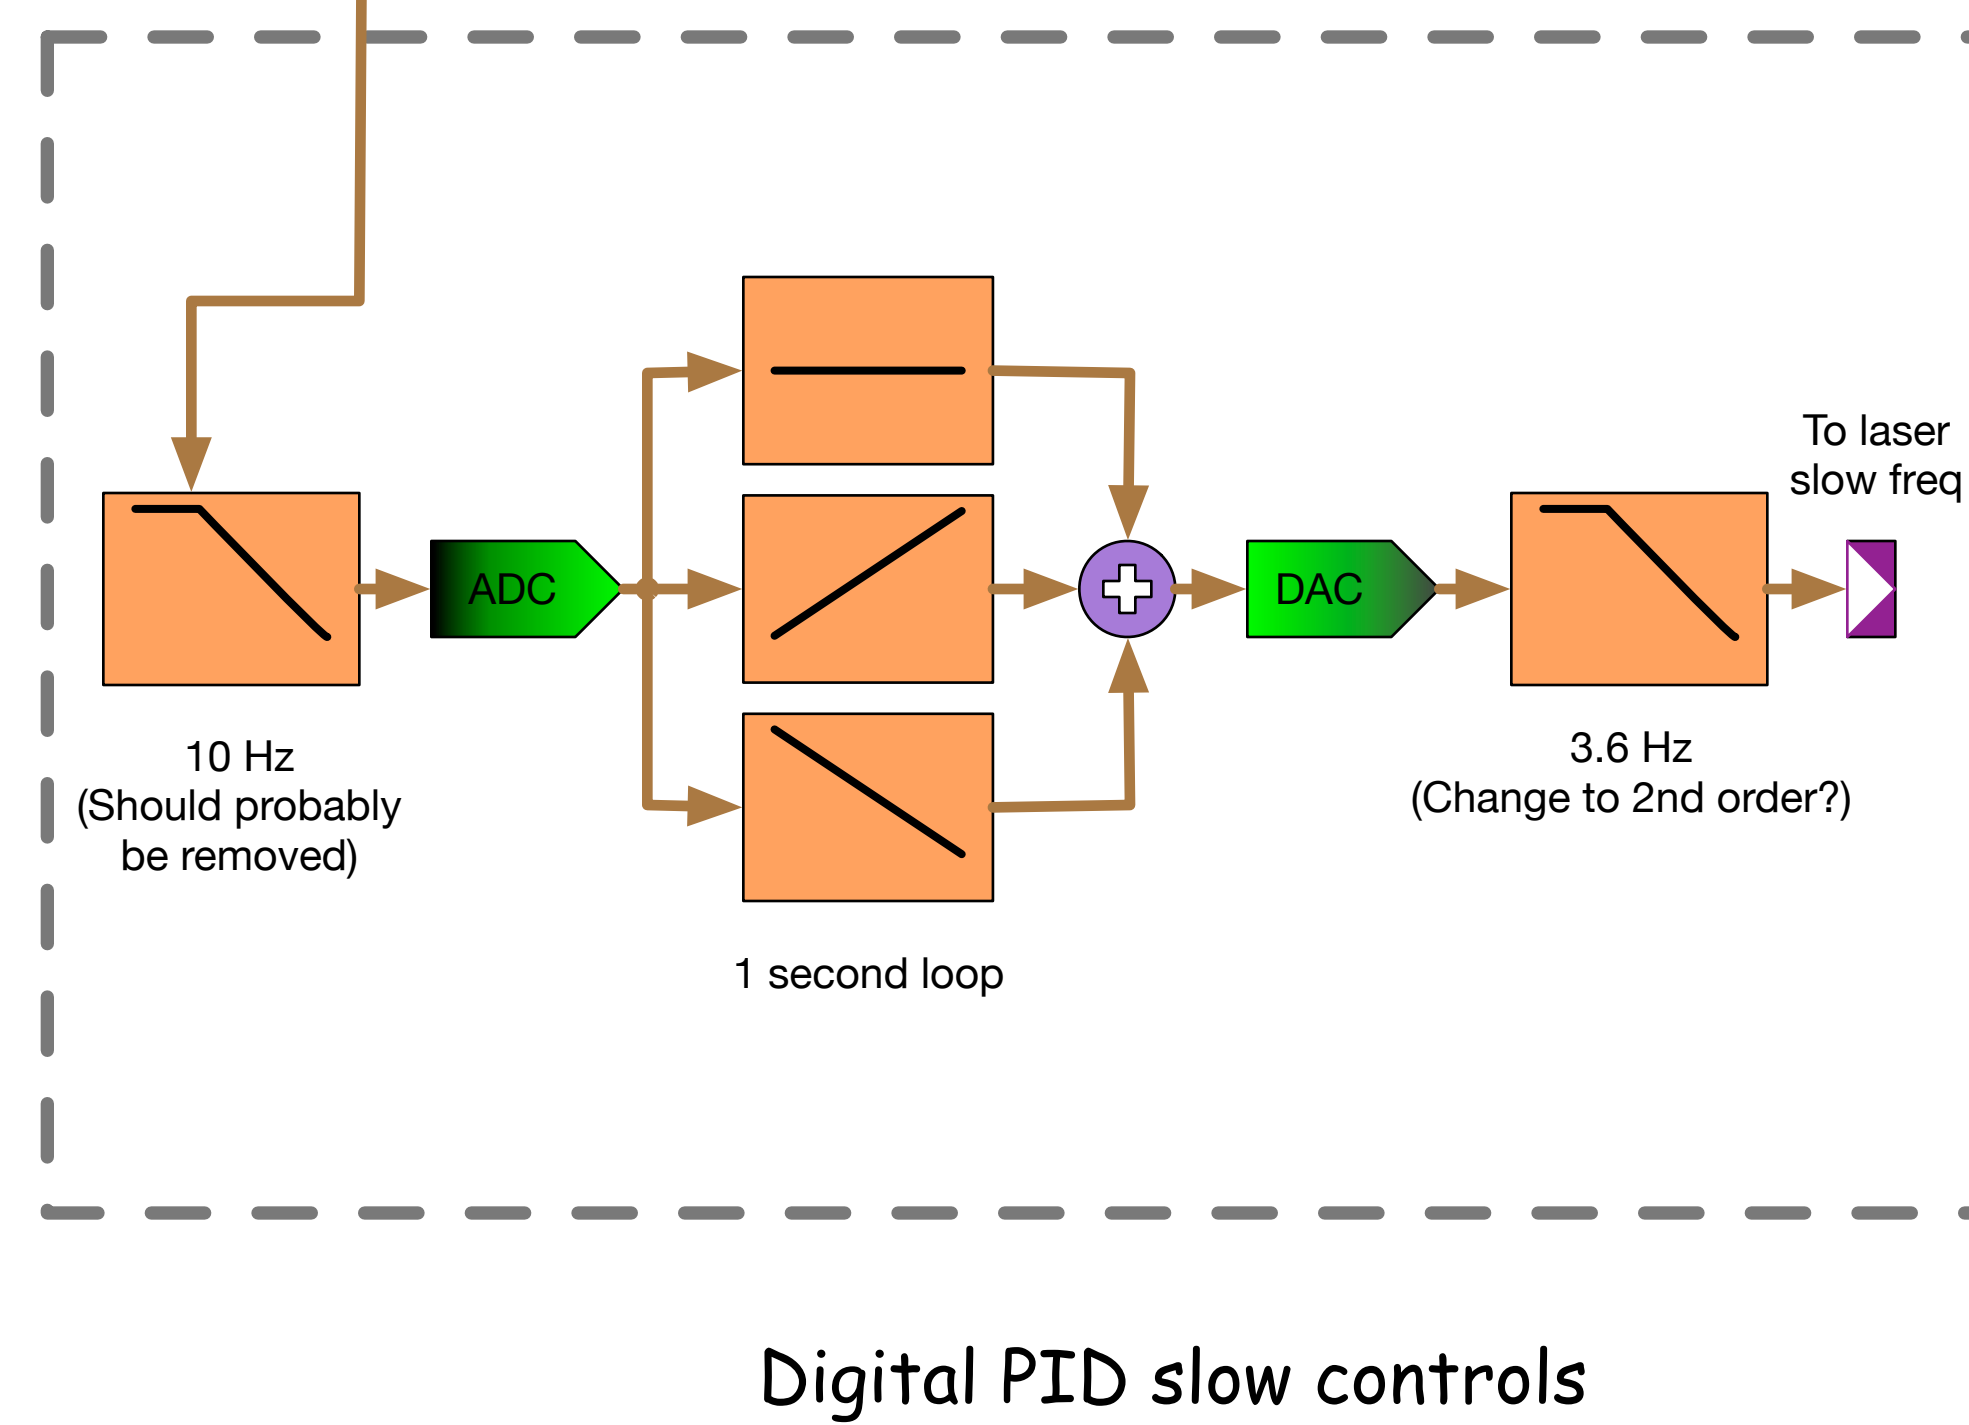 To laser
slow freq
ADC
DAC
10 Hz
(Should probably
be removed)
3.6 Hz
(Change to 2nd order?)
1 second loop
Digital PID slow controls